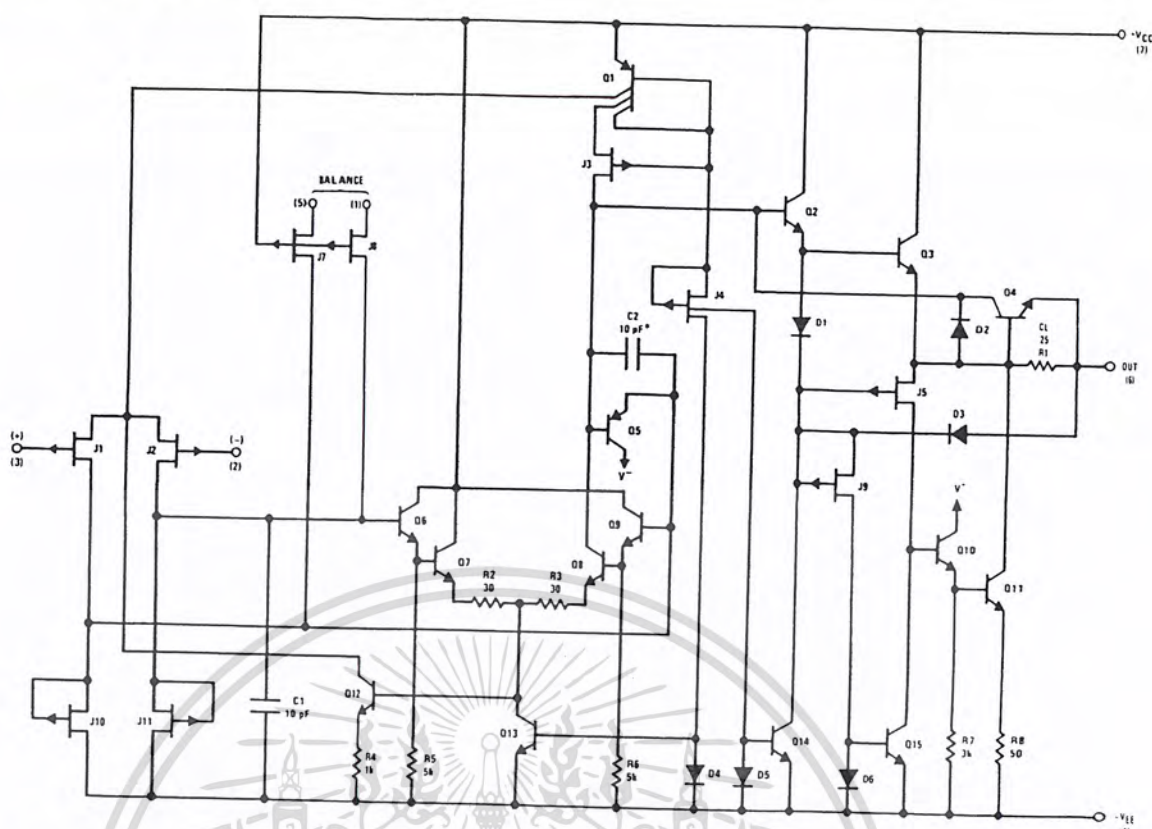 -VCC
(7)
Q1
J3
BALANCE
(5)
(1)
J7
J8
Q2
Q3
J4
Q4
C2
10 pF*
D1
D2
CL
25
R1
OUT
(6)
J5
D3
Q5
V-
(+)
(3)
J1
J2
(-)
(2)
J9
Q6
Q9
Q7
Q8
R2
30
R3
30
Q10
Q11
J10
J11
C1
10 pF
Q12
Q13
R4
1k
R5
5k
R6
5k
D4
D5
Q14
D6
Q15
R7
3k
R8
50
-VEE